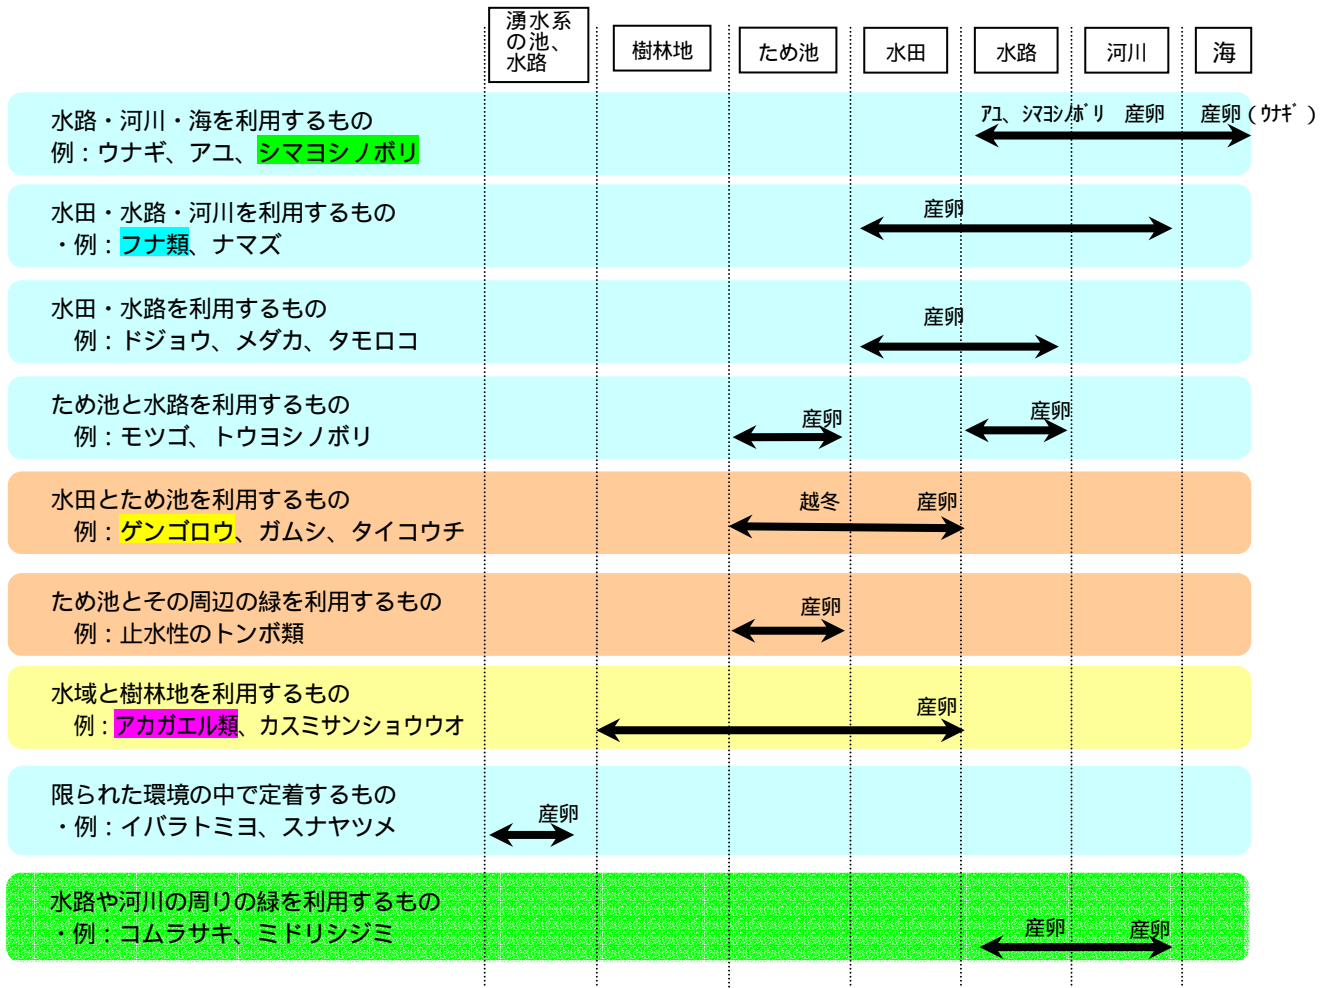 湧水系
の池、
水路
樹林地
ため池
水田
水路
河川
海
水路・河川・海を利用するもの
例：ウナギ、アユ、シマヨシノボリ
ｱﾕ、ｼﾏﾖｼﾉﾎﾞﾘ　産卵
産卵（ｳﾅｷﾞ）
水田・水路・河川を利用するもの
・例：フナ類、ナマズ
産卵
水田・水路を利用するもの
例：ドジョウ、メダカ、タモロコ
産卵
ため池と水路を利用するもの
例：モツゴ、トウヨシノボリ
産卵
産卵
水田とため池を利用するもの
例：ゲンゴロウ、ガムシ、タイコウチ
越冬
産卵
ため池とその周辺の緑を利用するもの
例：止水性のトンボ類
産卵
水域と樹林地を利用するもの
例：アカガエル類、カスミサンショウウオ
産卵
限られた環境の中で定着するもの
・例：イバラトミヨ、スナヤツメ
産卵
水路や河川の周りの緑を利用するもの
・例：コムラサキ、ミドリシジミ
産卵
産卵